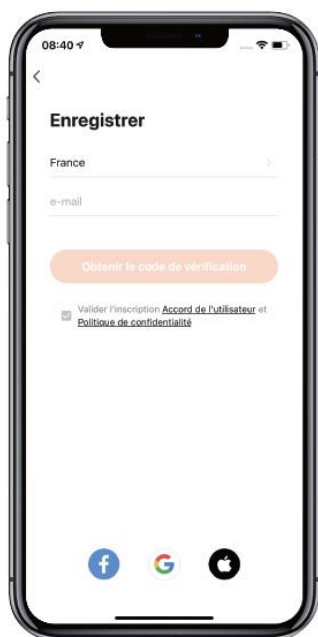 08:40
Enregistrer
France
e-mail
Obtenir le code de vérification
Valider l'inscription Accord de l'utilisateur et
Politique de confidentialité